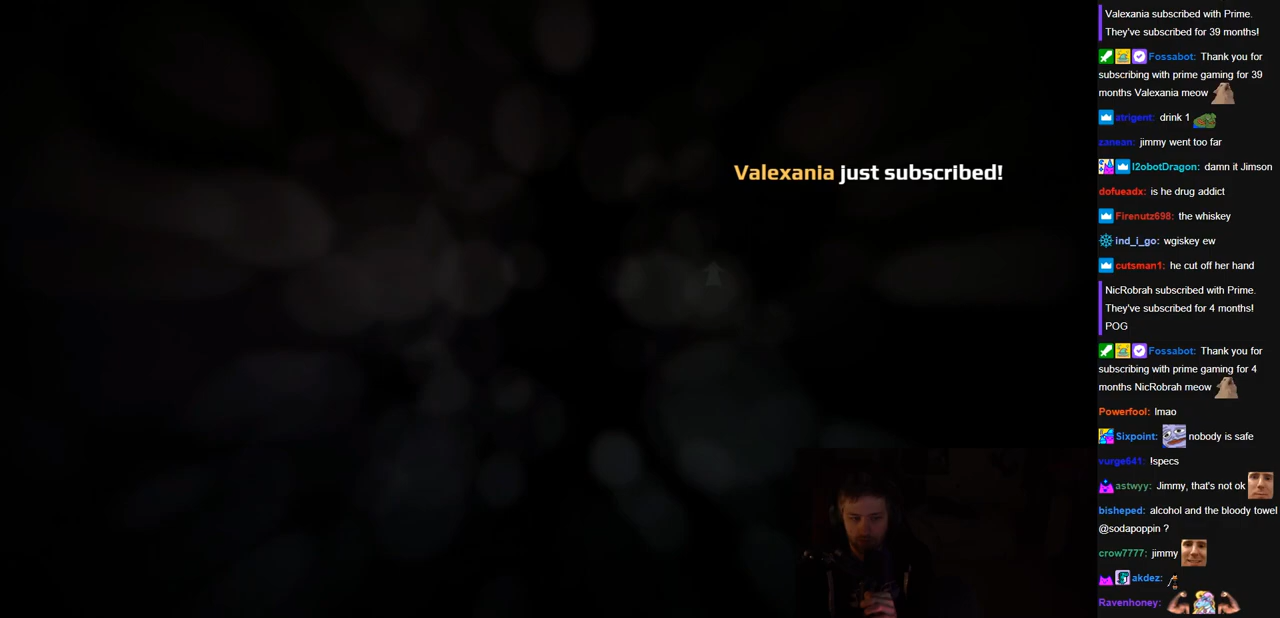 Valexania just subscribed!
Valexania subscribed with Prime.
They've subscribed for 39 months!
Fossabot: Thank you for
subscribing with prime gaming for 39
months Valexania meow
atrigent: drink 1
zanean: jimmy went too far
l2obotDragon: damn it Jimson
dofueadx: is he drug addict
Firenutz698: the whiskey
ind_i_go: wgiskey ew
cutsman1: he cut off her hand
NicRobrah subscribed with Prime.
They've subscribed for 4 months!
POG
Fossabot: Thank you for
subscribing with prime gaming for 4
months NicRobrah meow
Powerfool: lmao
Sixpoint: nobody is safe
vurge641: !specs
astwyy: Jimmy, that's not ok
bisheped: alcohol and the bloody towel
@sodapoppin ?
crow7777: jimmy
akdez:
Ravenhoney: